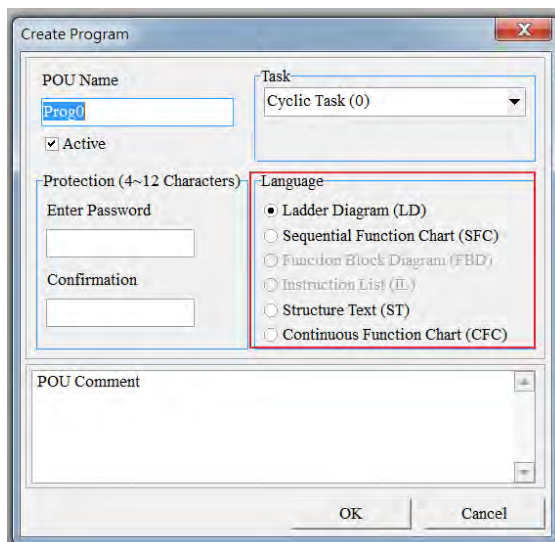 Create Program
POU Name
Prog0
Active
Task
Cyclic Task (0)
Protection (4~12 Characters)
Enter Password
Confirmation
Language
Ladder Diagram (LD)
Sequential Function Chart (SFC)
Function Block Diagram (FBD)
Instruction List (IL)
Structure Text (ST)
Continuous Function Chart (CFC)
POU Comment
OK
Cancel